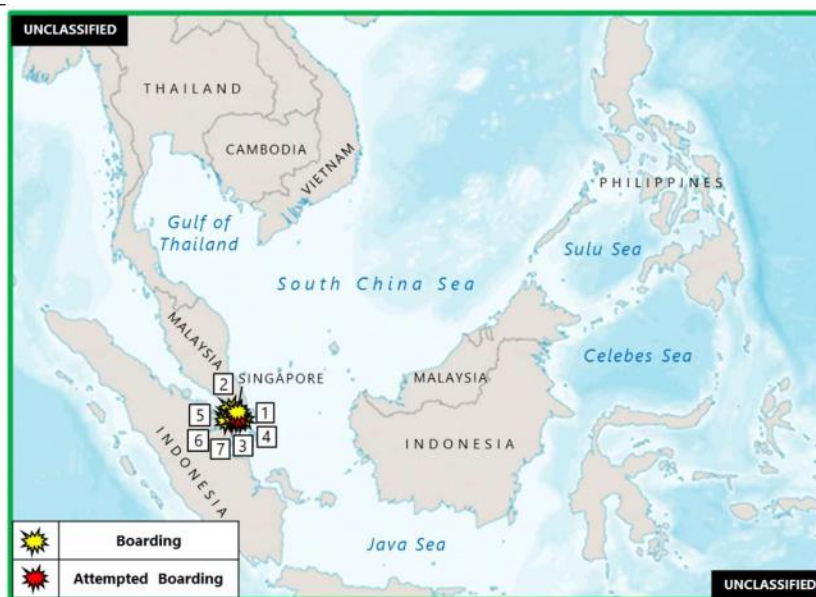 UNCLASSIFIED
THAILAND
CAMBODIA
VIETNAM
PHILIPPINES
Gulf of
Thailand
Sulu Sea
South China Sea
MALAYSIA
SINGAPORE
Celebes Sea
MALAYSIA
2
5
1
6
7
3
4
INDONESIA
INDONESIA
Java Sea
Boarding
Attempted Boarding
UNCLASSIFIED